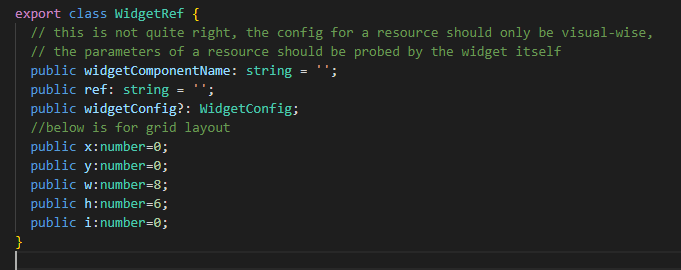 export class WidgetRef {
// this is not quite right, the config for a resource should only be visual-wise,
// the parameters of a resource should be probed by the widget itself
public widgetComponentName: string = '';
public ref: string = '';
public widgetConfig?: WidgetConfig;
//below is for grid layout
public x:number=0;
public y:number=0;
public w:number=8;
public h:number=6;
public i:number=0;
}